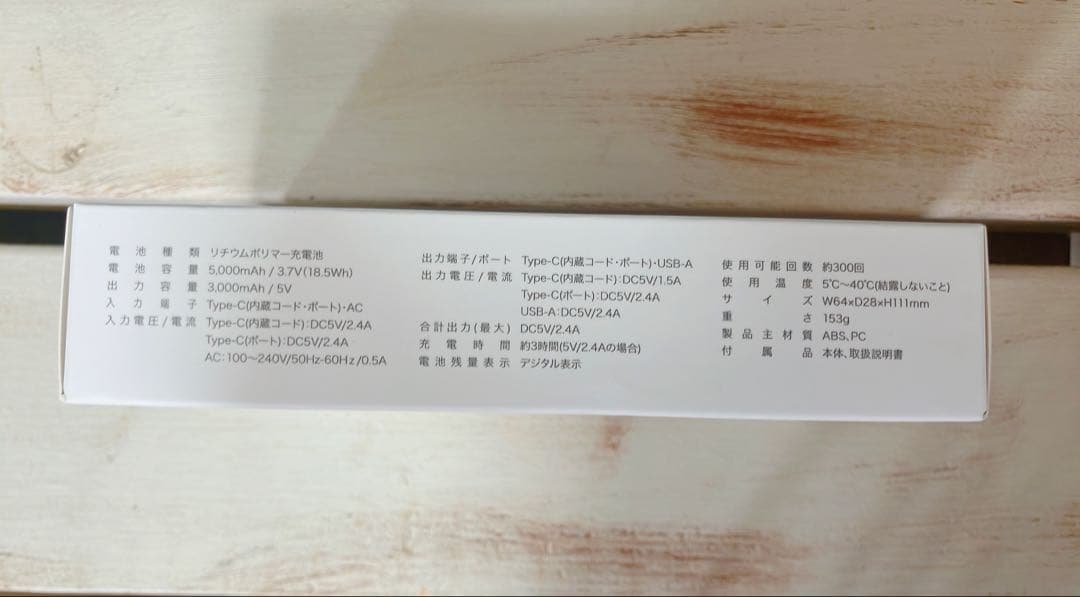 電池種類 リチウムポリマー充電池
電池容量 5,000mAh / 3.7V(18.5Wh)
出力容量 3,000mAh / 5V
入力端子 Type-C(内蔵コード・ポート)・AC
入力電圧/電流 Type-C(内蔵コード):DC5V/2.4A
Type-C(ポート):DC5V/2.4A
AC:100〜240V/50Hz-60Hz/0.5A
出力端子/ポート Type-C(内蔵コード・ポート)・USB-A
出力電圧/電流 Type-C(内蔵コード):DC5V/1.5A
Type-C(ポート):DC5V/2.4A
USB-A:DC5V/2.4A
合計出力(最大) DC5V/2.4A
充電時間 約3時間(5V/2.4Aの場合)
電池残量表示 デジタル表示
使用可能回数 約300回
使用温度 5℃〜40℃(結露しないこと)
サイズ W64×D28×H111mm
重さ 153g
製品主材質 ABS、PC
付属品 本体、取扱説明書